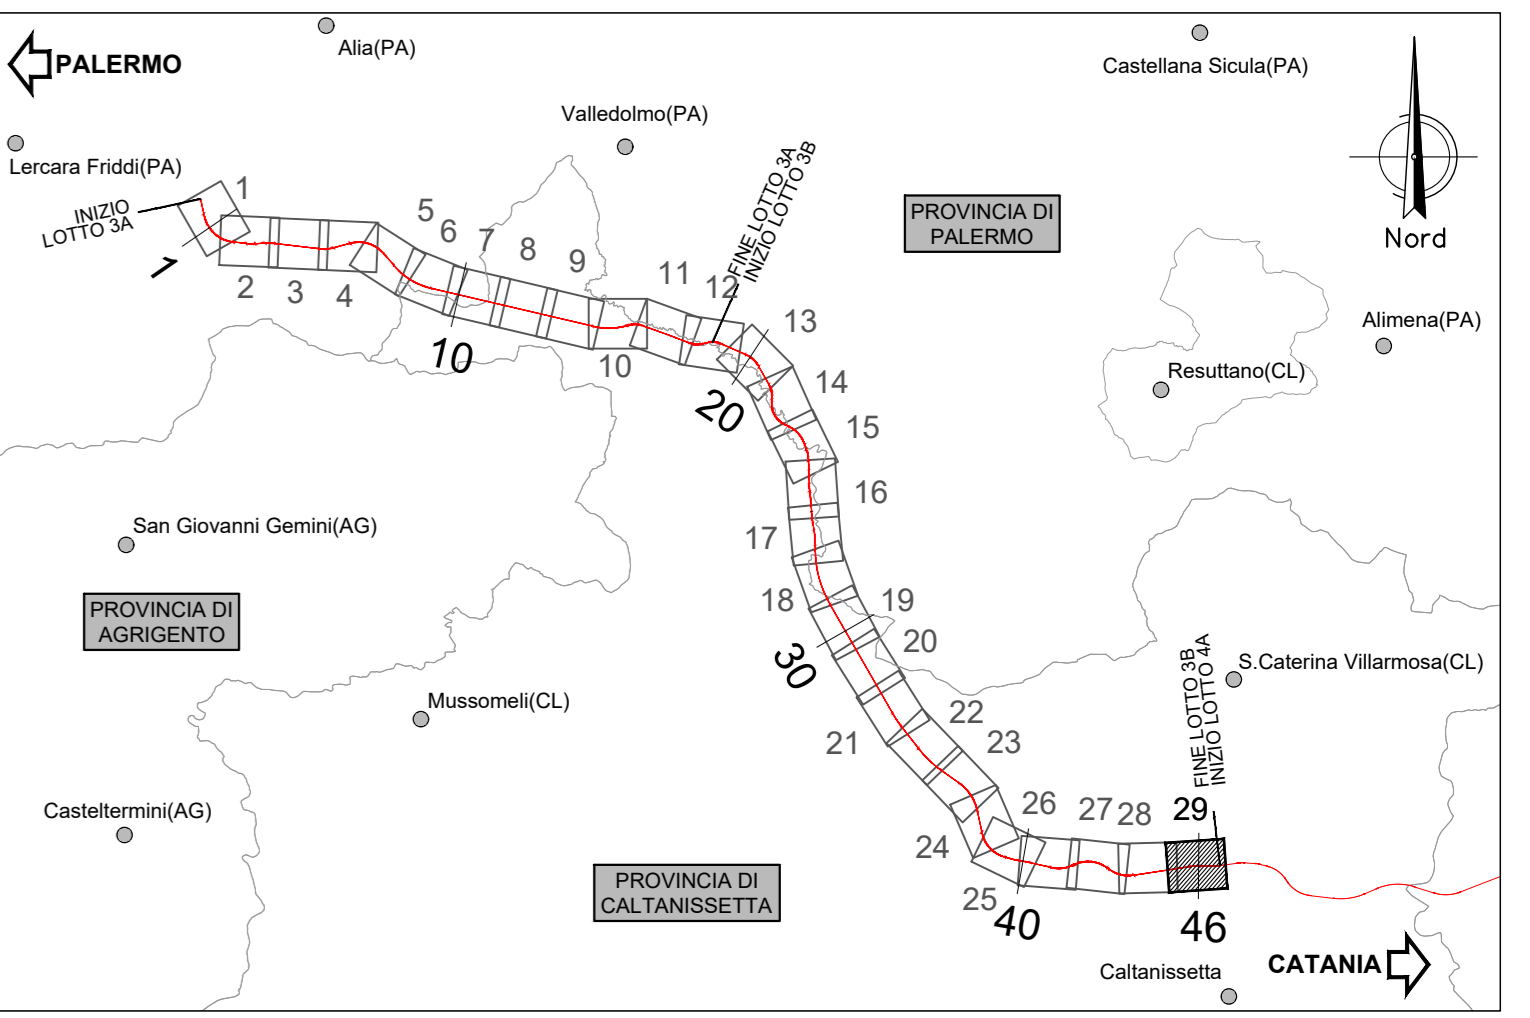 Alia(PA)
PALERMO
Castellana Sicula(PA)
Valledolmo(PA)
Lercara Friddi(PA)
Nord
INIZIO
LOTTO 3A
FINE LOTTO 3A
INIZIO LOTTO 3B
PROVINCIA DI
PALERMO
1
2
3
4
5
6
7
8
9
10
11
12
13
14
15
16
17
18
19
20
21
22
23
24
25
26
27
28
29
1
10
20
30
40
46
Alimena(PA)
Resuttano(CL)
San Giovanni Gemini(AG)
PROVINCIA DI
AGRIGENTO
Mussomeli(CL)
S.Caterina Villarmosa(CL)
FINE LOTTO 3B
INIZIO LOTTO 4A
Casteltermini(AG)
PROVINCIA DI
CALTANISSETTA
Caltanissetta
CATANIA